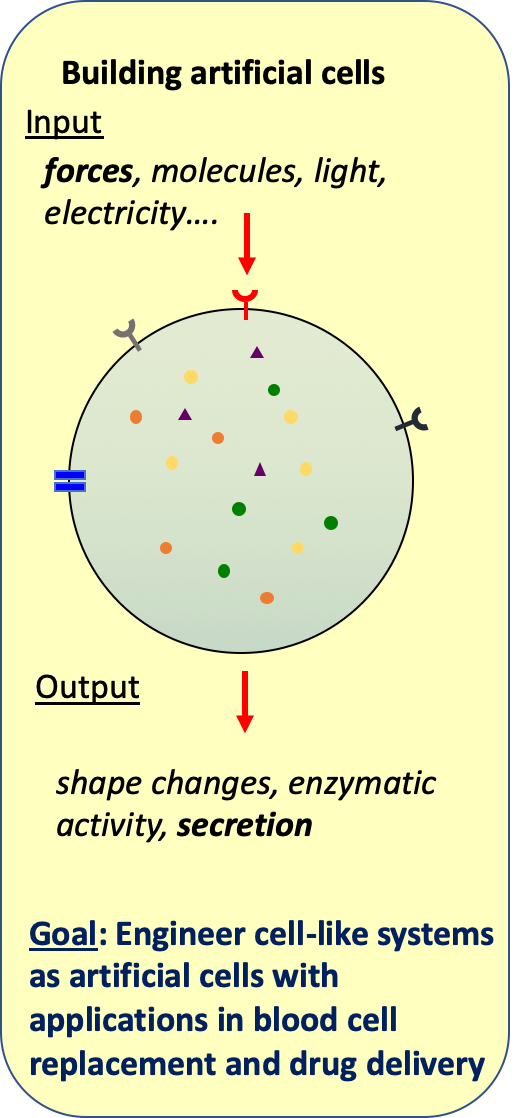 Building artificial cells
Input
forces, molecules, light,
electricity....
Output
shape changes, enzymatic
activity, secretion
Goal: Engineer cell-like systems
as artificial cells with
applications in blood cell
replacement and drug delivery